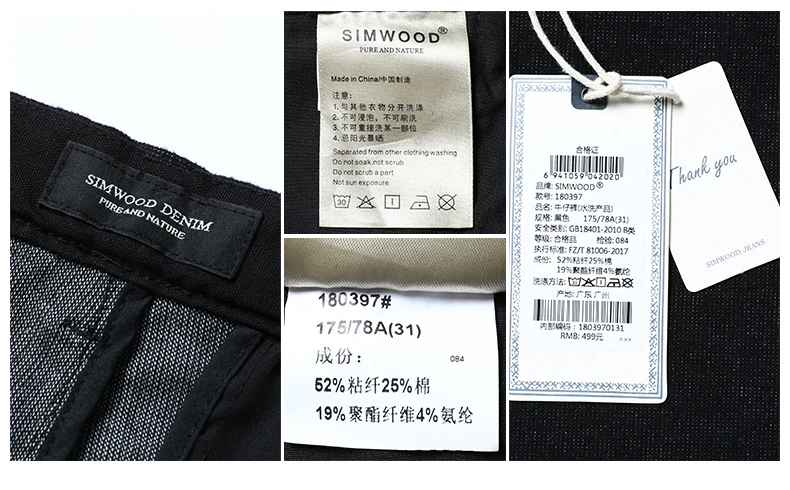 SIMWOOD DENIM
PURE AND NATURE
SIMWOOD®
PURE AND NATURE
Made in China/中国制造
注意:
1.与其他衣物分开洗涤
2.不可浸泡,不可刷洗
3.不可重搓洗某一部位
4.忌阳光暴晒
Separated from other clothing washing
Do not soak,not scrub
Do not scrub a part
Not sun exposure
30
180397#
175/78A(31)
成份:
084
52%粘纤25%棉
19%聚酯纤维4%氨纶
合格证
6 941059 042020
品牌: SIMWOOD®
款号: 180397
品名: 牛仔裤(水洗产品)
规格: 黑色 175/78A(31)
安全类别: GB18401-2010 B类
等级: 合格品 检验: 084
执行标准: FZ/T 81006-2017
成份: 52%粘纤25%棉
19%聚酯纤维4%氨纶
洗涤方法:
产地: 广东 广州
内部编码: 1803970131
RMB: 499元
Thank you
SIMWOOD JEANS